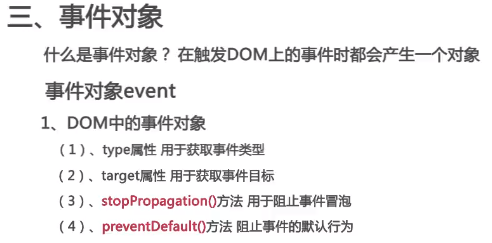 三、事件对象
什么是事件对象？在触发DOM上的事件时都会产生一个对象
事件对象event
1、DOM中的事件对象
（1）、type属性 用于获取事件类型
（2）、target属性 用于获取事件目标
（3）、stopPropagation()方法 用于阻止事件冒泡
（4）、preventDefault()方法 阻止事件的默认行为